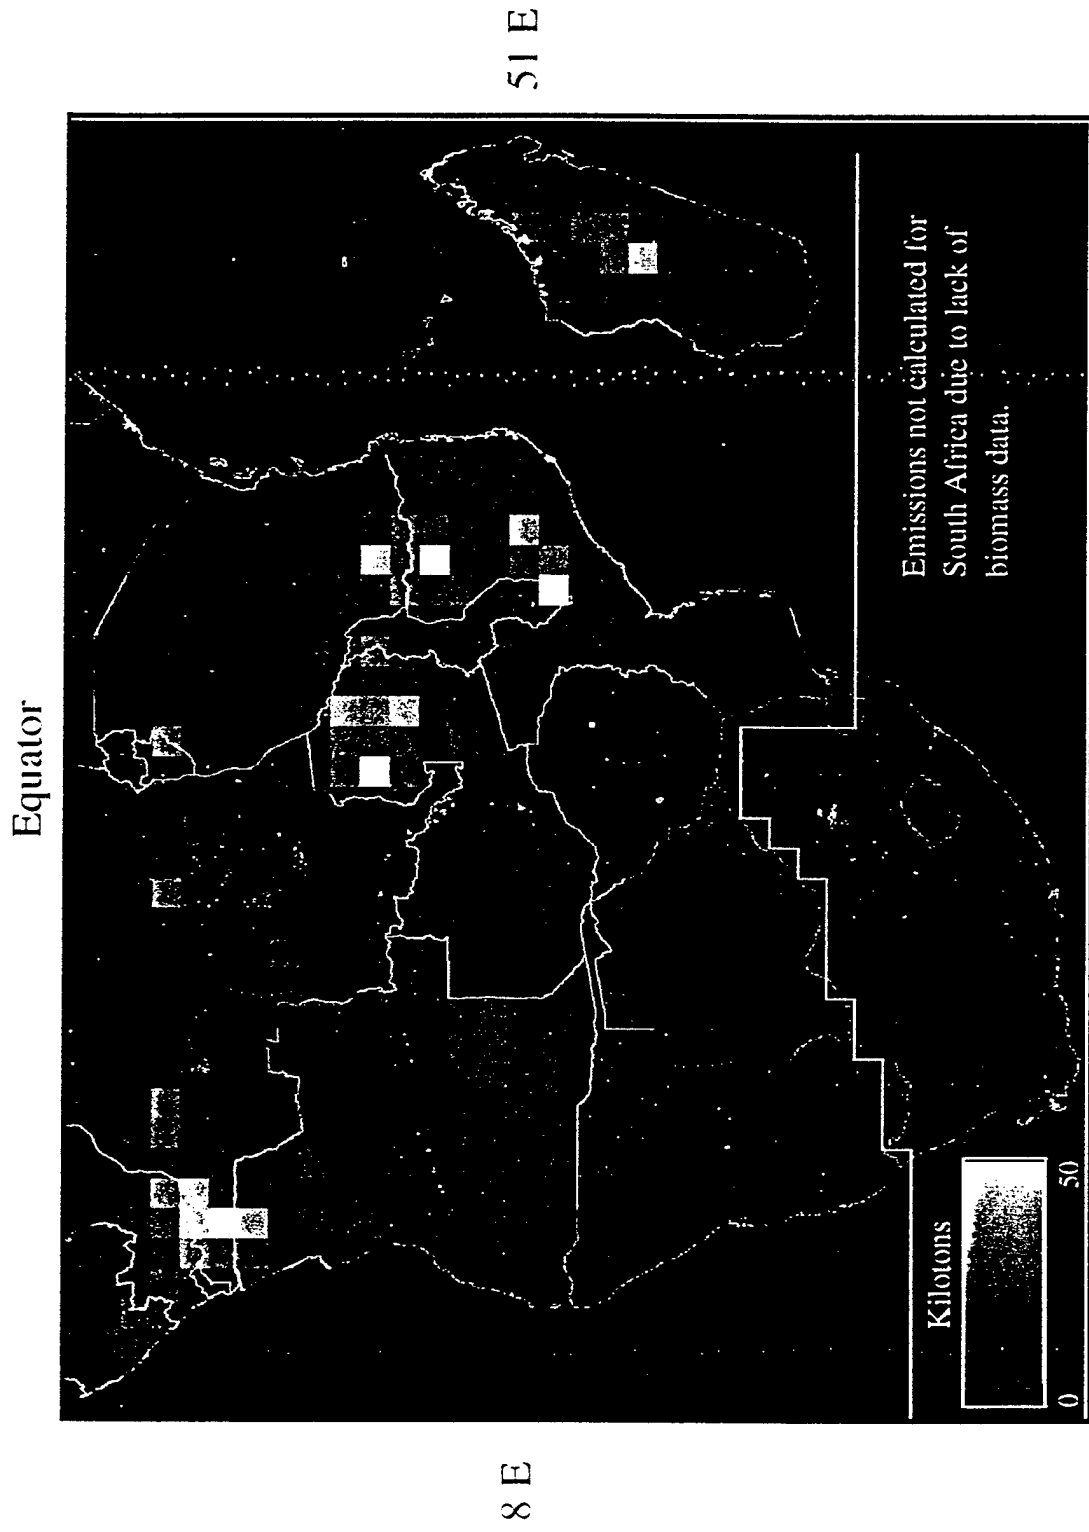 Equator
8 E
51 E
Emissions not calculated for
South Africa due to lack of
biomass data.
Kilotons
0 50